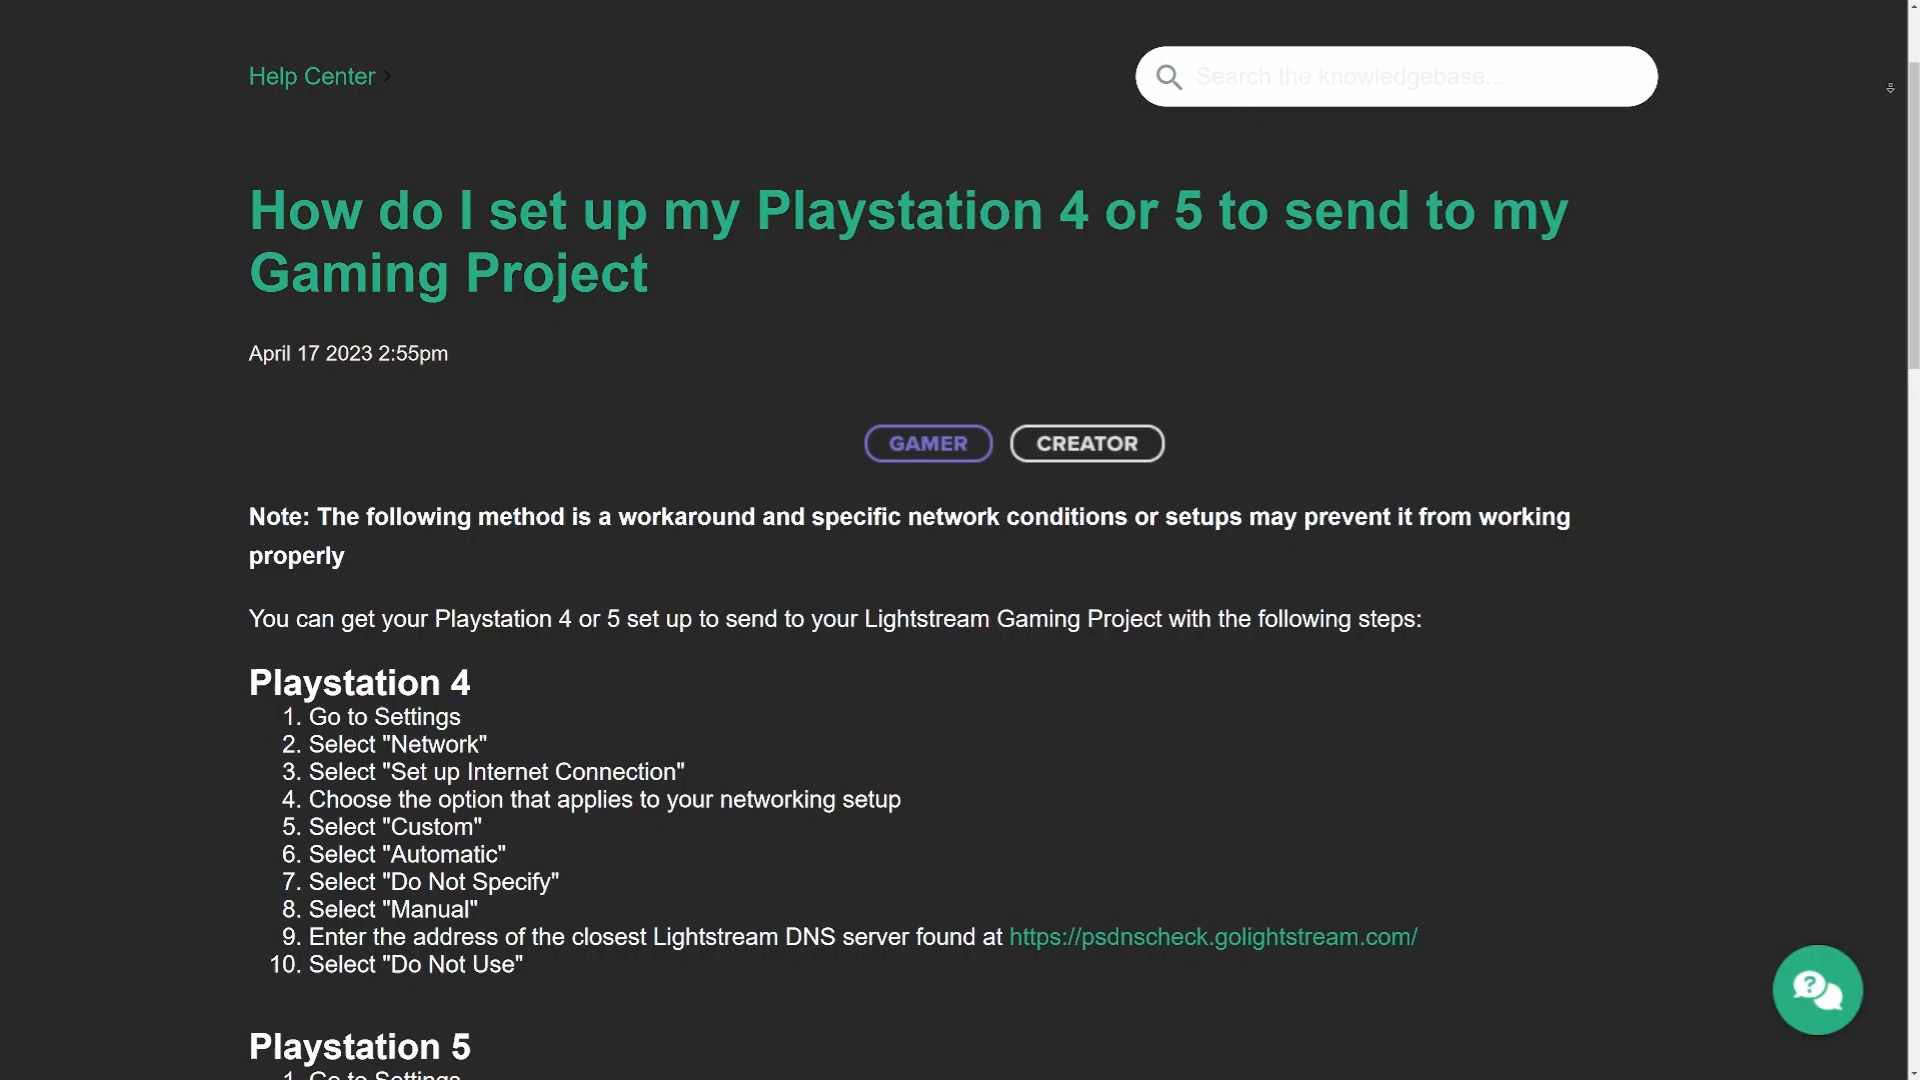 Help Center
Search the knowledgebase...
How do I set up my Playstation 4 or 5 to send to my
Gaming Project
April 17 2023 2:55pm
GAMER CREATOR
Note: The following method is a workaround and specific network conditions or setups may prevent it from working
properly
You can get your Playstation 4 or 5 set up to send to your Lightstream Gaming Project with the following steps:
Playstation 4
1. Go to Settings
2. Select "Network"
3. Select "Set up Internet Connection"
4. Choose the option that applies to your networking setup
5. Select "Custom"
6. Select "Automatic"
7. Select "Do Not Specify"
8. Select "Manual"
9. Enter the address of the closest Lightstream DNS server found at https://psdnscheck.golightstream.com/
10. Select "Do Not Use"
Playstation 5
1. Go to Settings